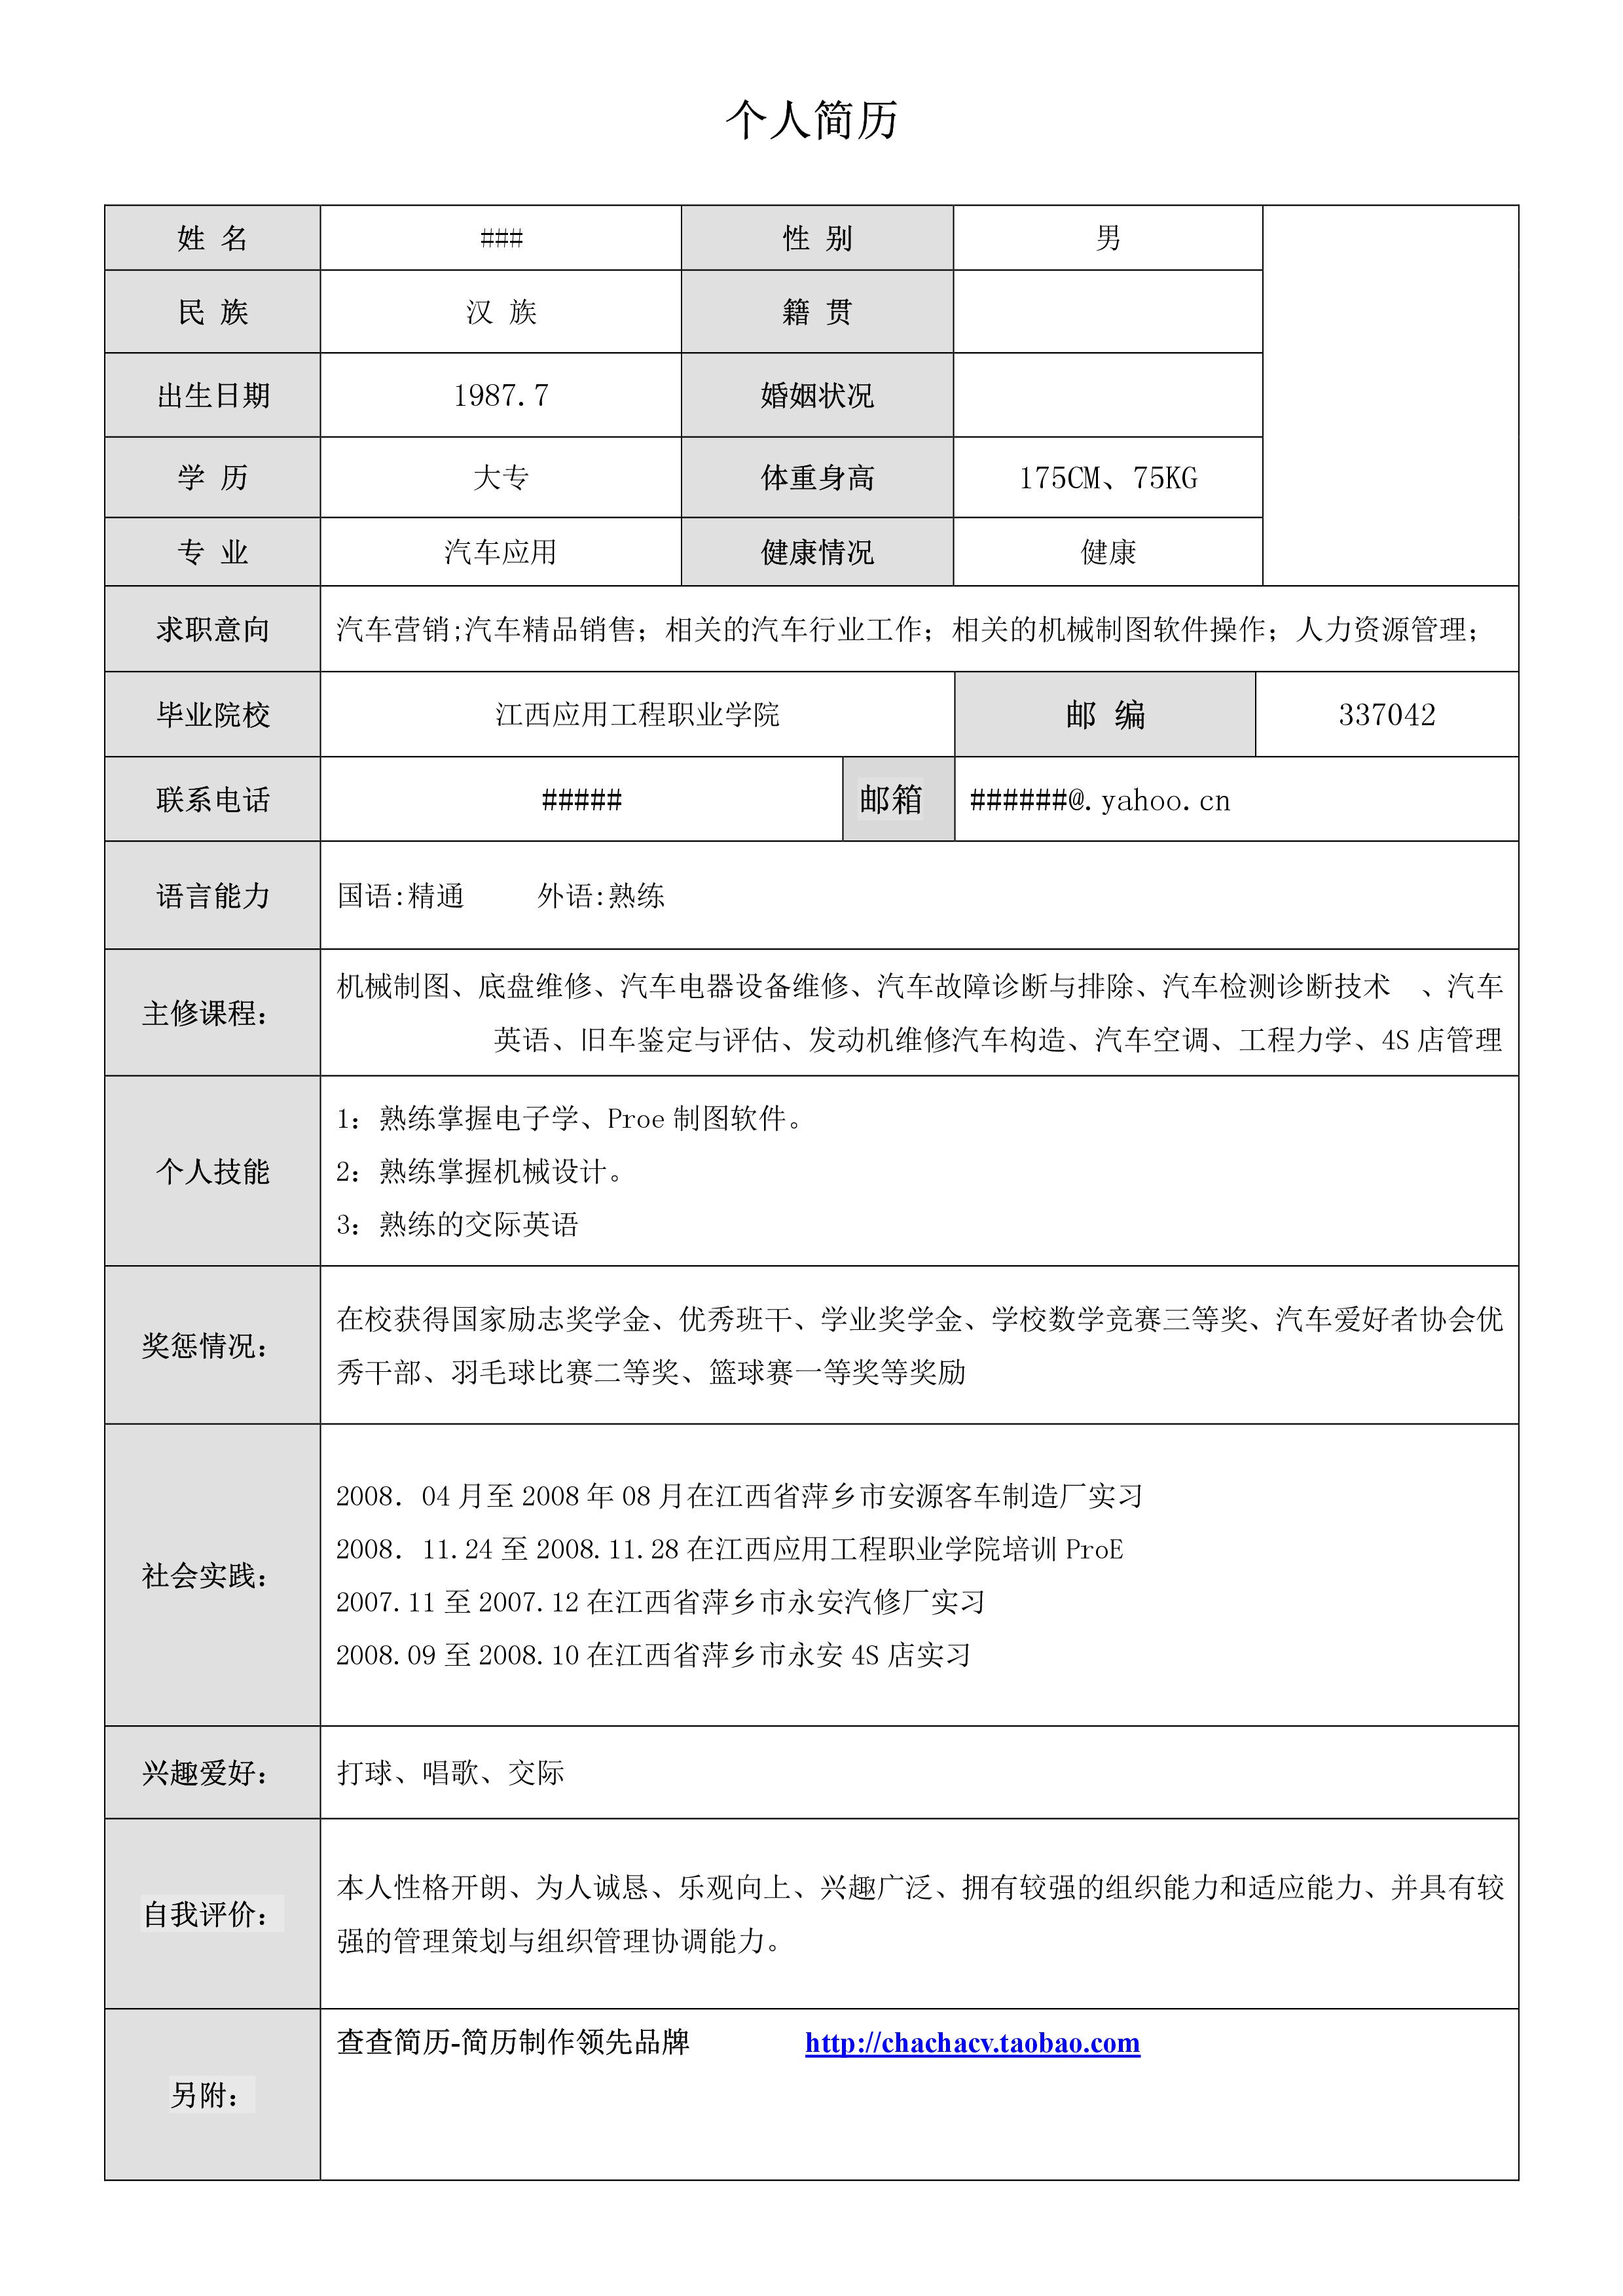 个人简历
姓 名 ### 性 别 男
民 族 汉 族 籍 贯
出生日期 1987.7 婚姻状况
学 历 大专 体重身高 175CM、75KG
专 业 汽车应用 健康情况 健康
求职意向 汽车营销;汽车精品销售；相关的汽车行业工作；相关的机械制图软件操作；人力资源管理；
毕业院校 江西应用工程职业学院 邮 编 337042
联系电话 ##### 邮箱 ######@.yahoo.cn
语言能力 国语:精通 外语:熟练
主修课程：
机械制图、底盘维修、汽车电器设备维修、汽车故障诊断与排除、汽车检测诊断技术 、汽车
英语、旧车鉴定与评估、发动机维修汽车构造、汽车空调、工程力学、4S 店管理
个人技能
1：熟练掌握电子学、Proe 制图软件。
2：熟练掌握机械设计。
3：熟练的交际英语
奖惩情况：
在校获得国家励志奖学金、优秀班干、学业奖学金、学校数学竞赛三等奖、汽车爱好者协会优
秀干部、羽毛球比赛二等奖、篮球赛一等奖等奖励
社会实践：
2008．04 月至 2008 年 08 月在江西省萍乡市安源客车制造厂实习
2008．11.24 至 2008.11.28 在江西应用工程职业学院培训 ProE
2007.11 至 2007.12 在江西省萍乡市永安汽修厂实习
2008.09 至 2008.10 在江西省萍乡市永安 4S 店实习
兴趣爱好： 打球、唱歌、交际
自我评价：
本人性格开朗、为人诚恳、乐观向上、兴趣广泛、拥有较强的组织能力和适应能力、并具有较
强的管理策划与组织管理协调能力。
另附：
查查简历-简历制作领先品牌 http://chachacv.taobao.com